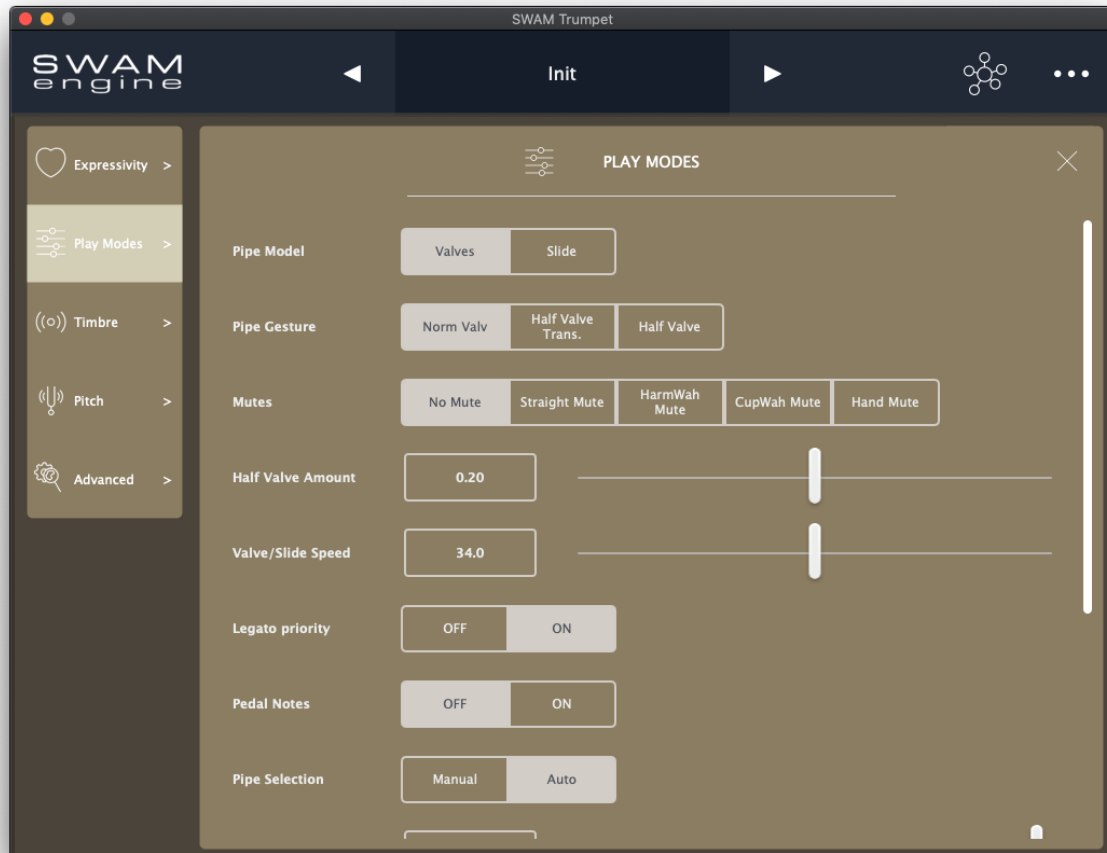 SWAM Trumpet
SWAM
engine
Init
Expressivity >
Play Modes >
Timbre >
Pitch >
Advanced >
PLAY MODES
Pipe Model
Valves
Slide
Pipe Gesture
Norm Valv
Half Valve
Trans.
Half Valve
Mutes
No Mute
Straight Mute
HarmWah
Mute
CupWah Mute
Hand Mute
Half Valve Amount
0.20
Valve/Slide Speed
34.0
Legato priority
OFF
ON
Pedal Notes
OFF
ON
Pipe Selection
Manual
Auto